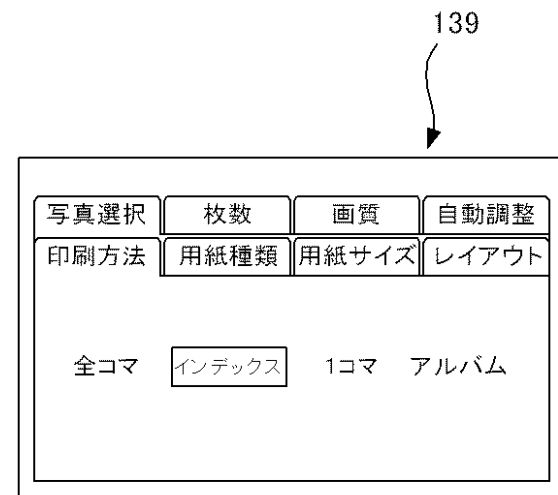 139
写真選択 枚数 画質 自動調整
印刷方法 用紙種類 用紙サイズ レイアウト
全コマ インデックス 1コマ アルバム